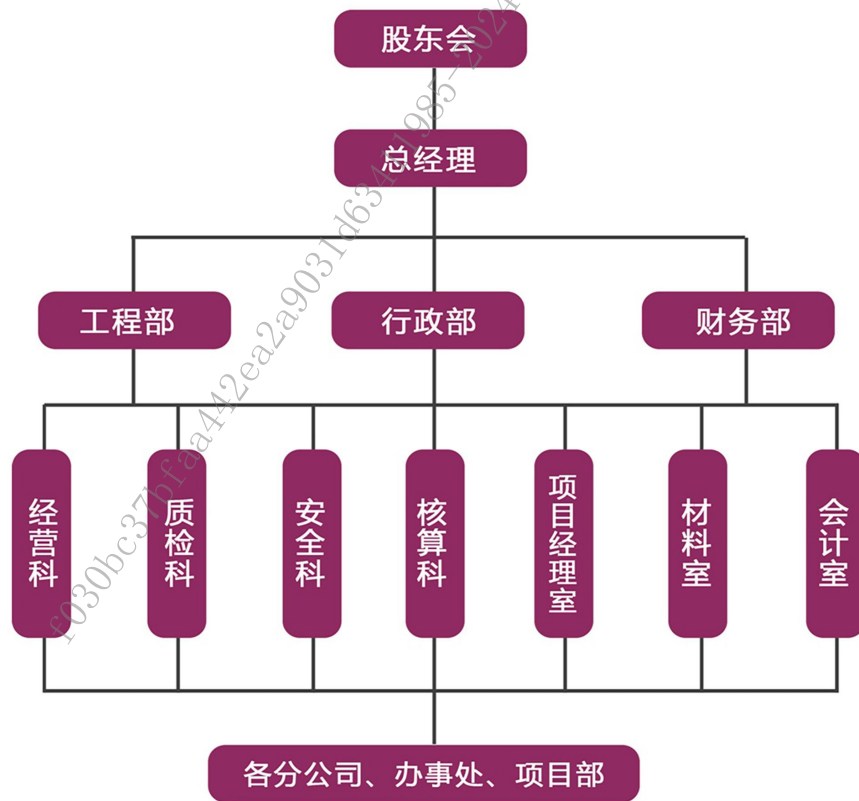 股东会
总经理
工程部
行政部
财务部
经营科
质检科
安全科
核算科
项目经理室
材料室
会计室
各分公司、办事处、项目部